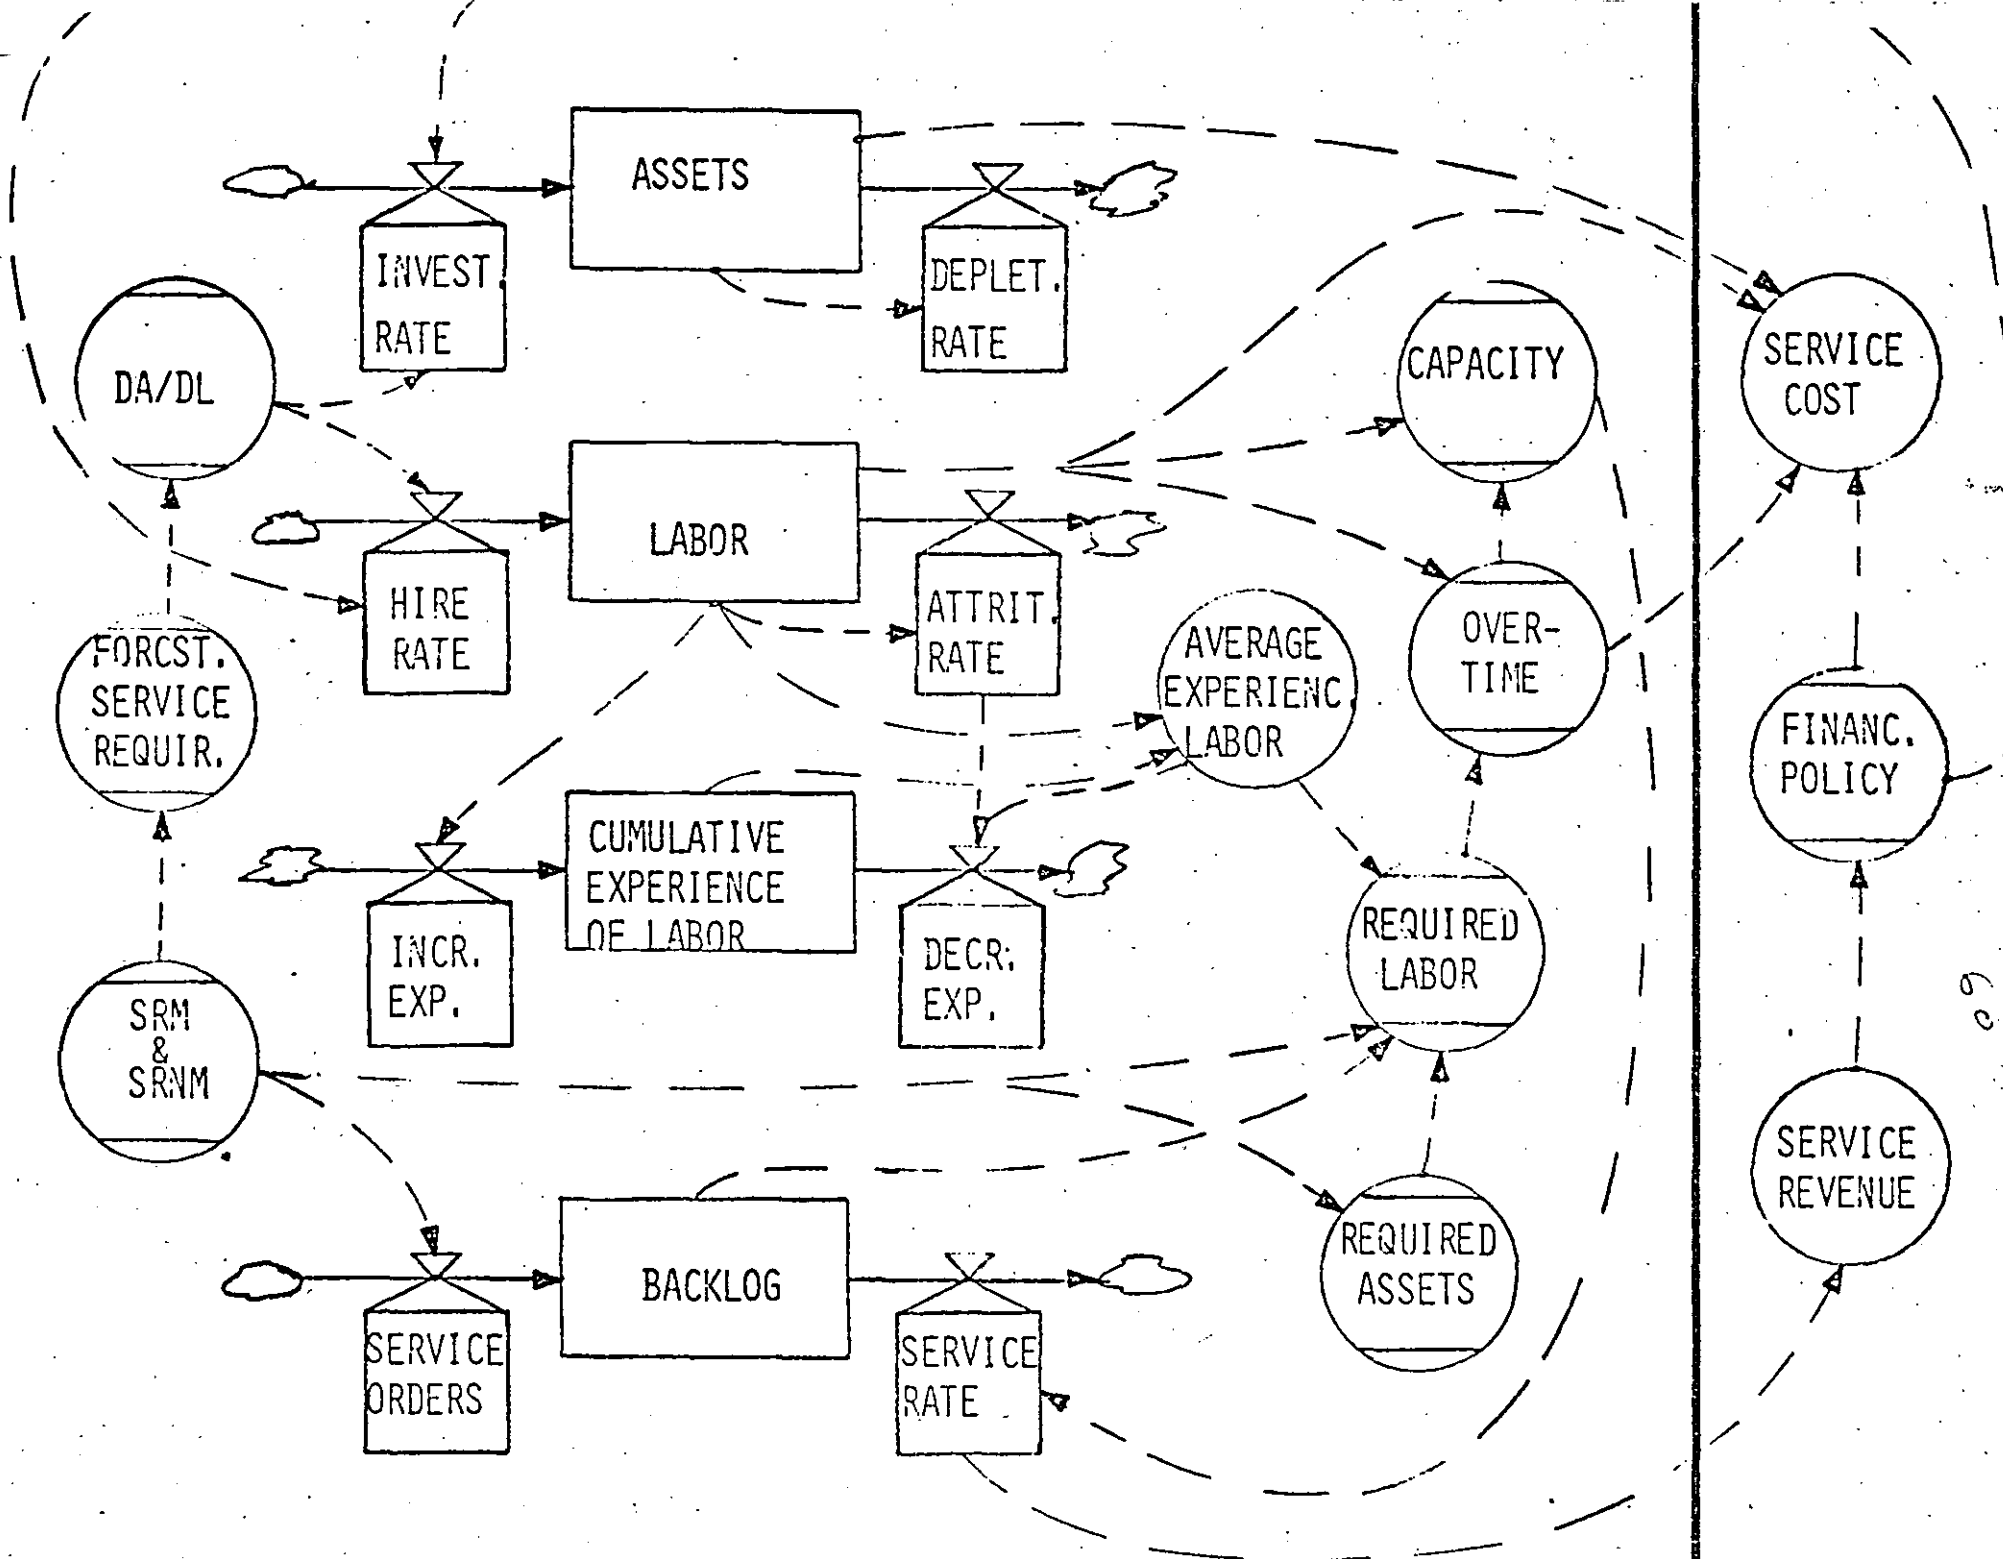 ASSETS
INVEST.
RATE
DEPLET.
RATE
DA/DL
CAPACITY
SERVICE
COST
LABOR
HIRE
RATE
ATTRIT.
RATE
OVER-
TIME
AVERAGE
EXPERIENC.
LABOR
FORCST.
SERVICE
REQUIR.
FINANC.
POLICY
CUMULATIVE
EXPERIENCE
OF LABOR
INCR.
EXP.
DECR.
EXP.
REQUIRED
LABOR
SRM
&
SRNM
60
SERVICE
REVENUE
REQUIRED
ASSETS
BACKLOG
SERVICE
ORDERS
SERVICE
RATE